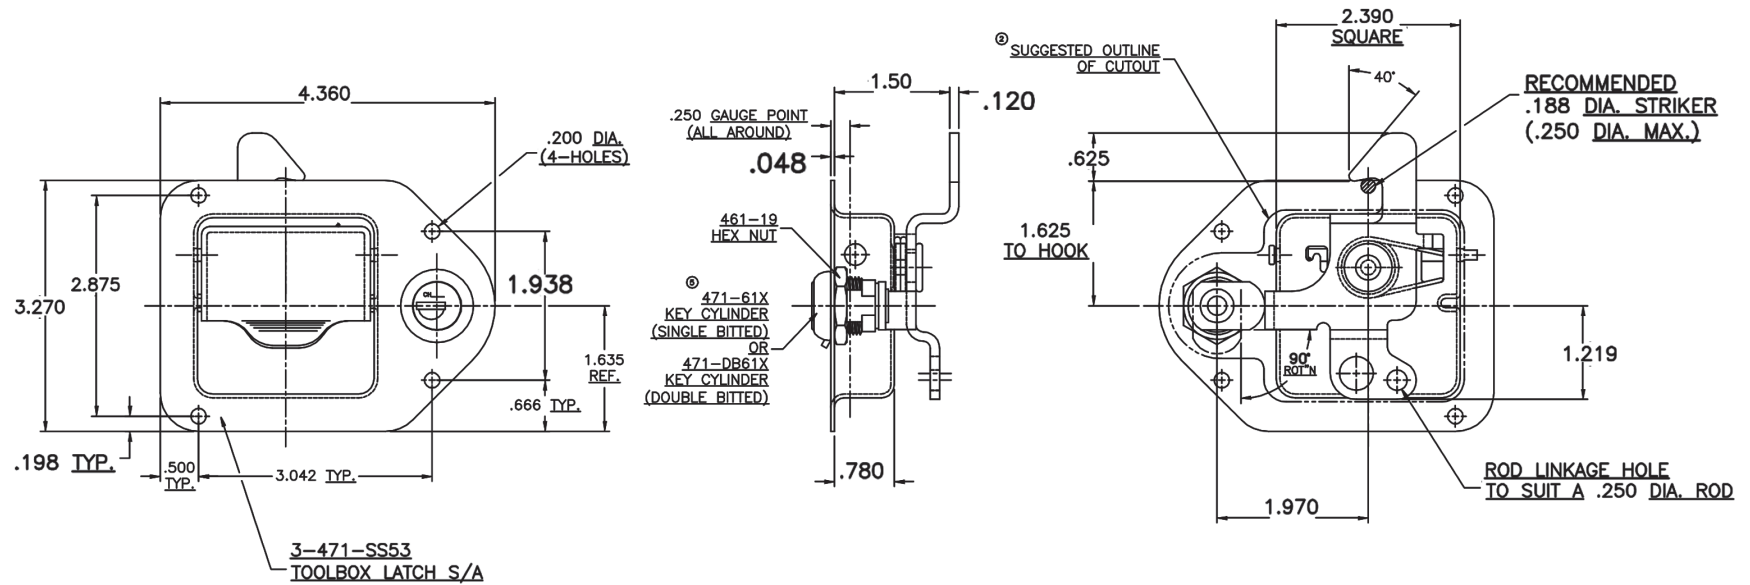 4.360
.200 DIA.
(4-HOLES)
3.270
2.875
1.938
1.635
REF.
.666 TYP.
.198 TYP.
.500
TYP.
3.042 TYP.
3-471-SS53
TOOLBOX LATCH S/A
1.50
.120
.250 GAUGE POINT
(ALL AROUND)
.048
461-19
HEX NUT
⑤
471-61X
KEY CYLINDER
(SINGLE BITTED)
OR
471-DB61X
KEY CYLINDER
(DOUBLE BITTED)
.780
2.390
SQUARE
② SUGGESTED OUTLINE
OF CUTOUT
40°
RECOMMENDED
.188 DIA. STRIKER
(.250 DIA. MAX.)
.625
1.625
TO HOOK
90°
ROT'N
1.219
1.970
ROD LINKAGE HOLE
TO SUIT A .250 DIA. ROD